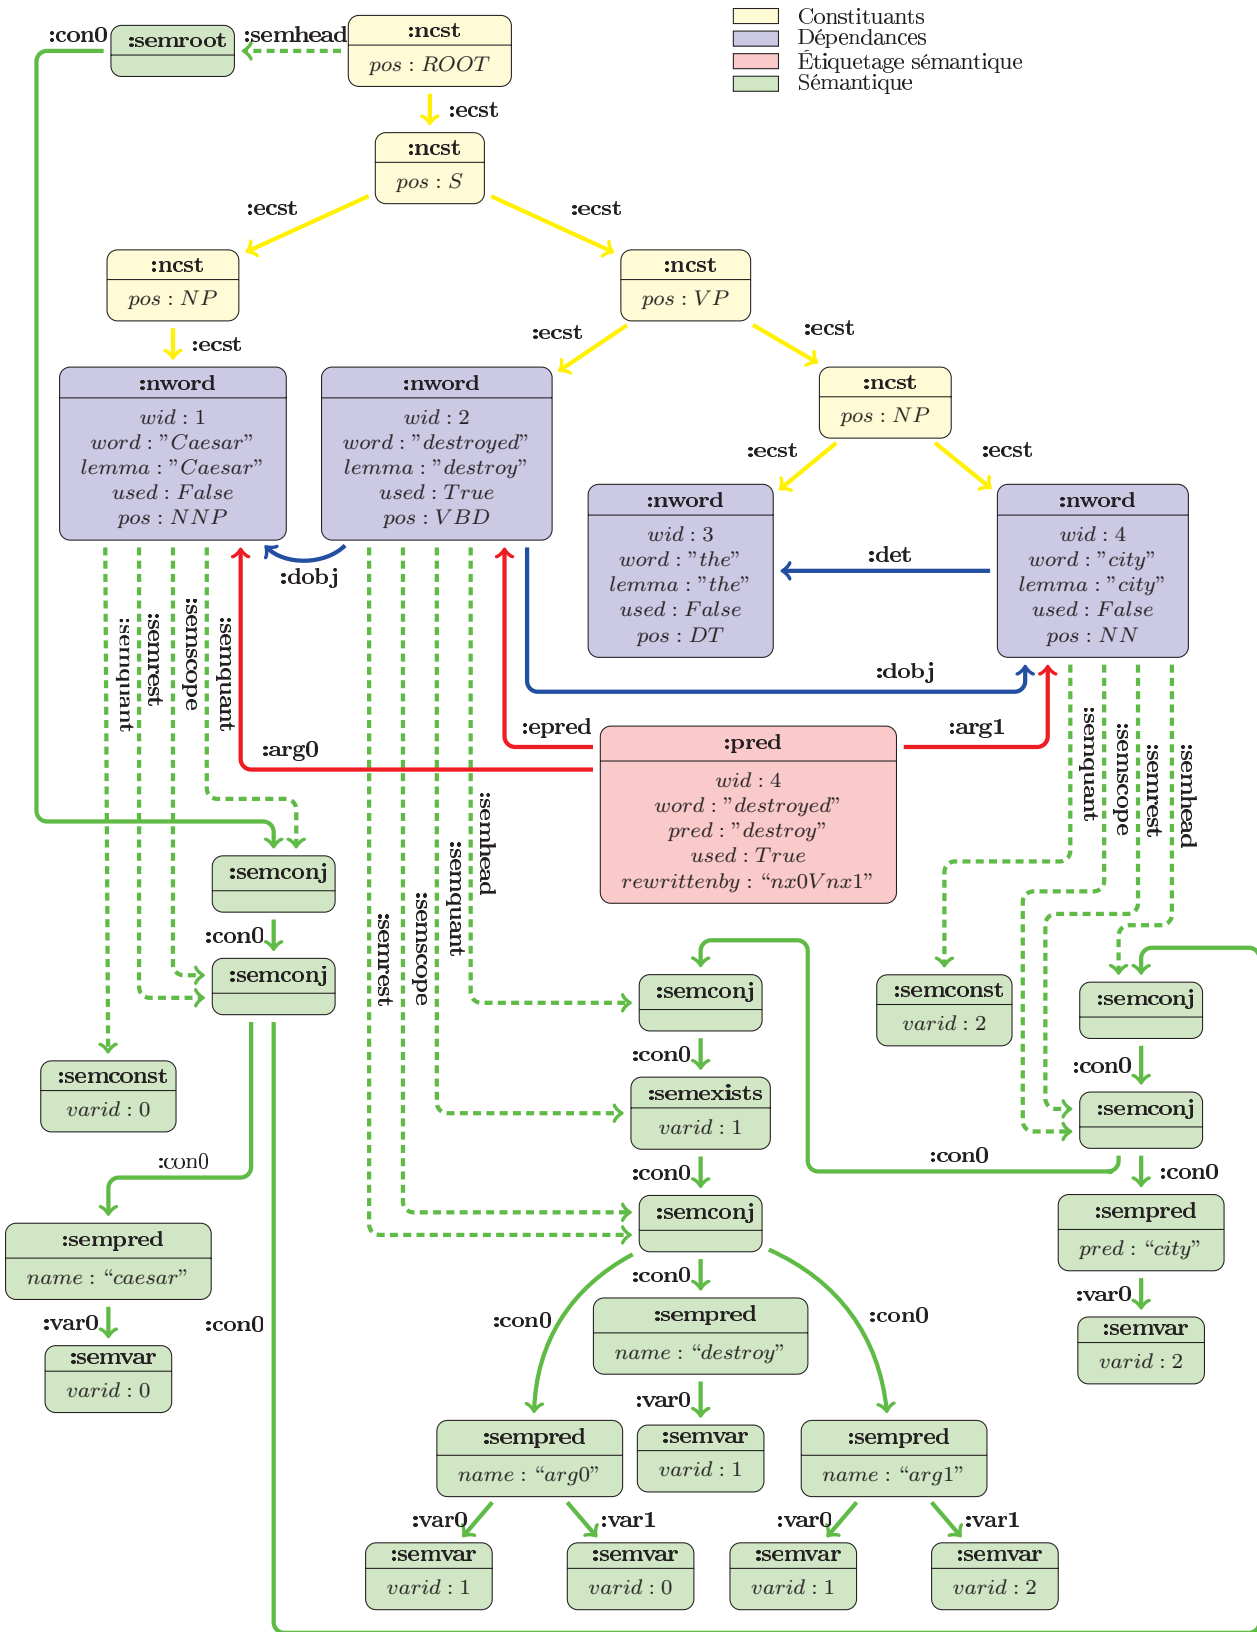 :con0
:semroot
:semhead
:ncst
pos : ROOT
Constituants
Dépendances
Étiquetage sémantique
Sémantique
:ecst
:ncst
pos : S
:ecst
:ecst
:ncst
pos : NP
:ncst
pos : VP
:ecst
:ecst
:ecst
:nword
wid : 1
word : ”Caesar”
lemma : ”Caesar”
used : False
pos : NNP
:nword
wid : 2
word : ”destroyed”
lemma : ”destroy”
used : True
pos : VBD
:ncst
pos : NP
:ecst
:ecst
:nword
wid : 3
word : ”the”
lemma : ”the”
used : False
pos : DT
:nword
wid : 4
word : ”city”
lemma : ”city”
used : False
pos : NN
:dobj
:det
:dobj
:semquant
:semrest
:semscope
:semquant
:arg0
:epred
:arg1
:pred
wid : 4
word : ”destroyed”
pred : ”destroy”
used : True
rewrittenby : “nx0Vnx1”
:semquant
:semscope
:semrest
:semhead
:semrest
:semscope
:semquant
:semhead
:semconj
:con0
:semconj
:semconst
varid : 0
:con0
:sempred
name : “caesar”
:var0
:semvar
varid : 0
:con0
:semconj
:con0
:semexists
varid : 1
:con0
:semconj
:semconst
varid : 2
:semconj
:con0
:semconj
:con0
:con0
:sempred
pred : “city”
:var0
:semvar
varid : 2
:con0
:con0
:con0
:sempred
name : “destroy”
:var0
:semvar
varid : 1
:sempred
name : “arg0”
:var0
:var1
:semvar
varid : 1
:semvar
varid : 0
:sempred
name : “arg1”
:var0
:var1
:semvar
varid : 1
:semvar
varid : 2